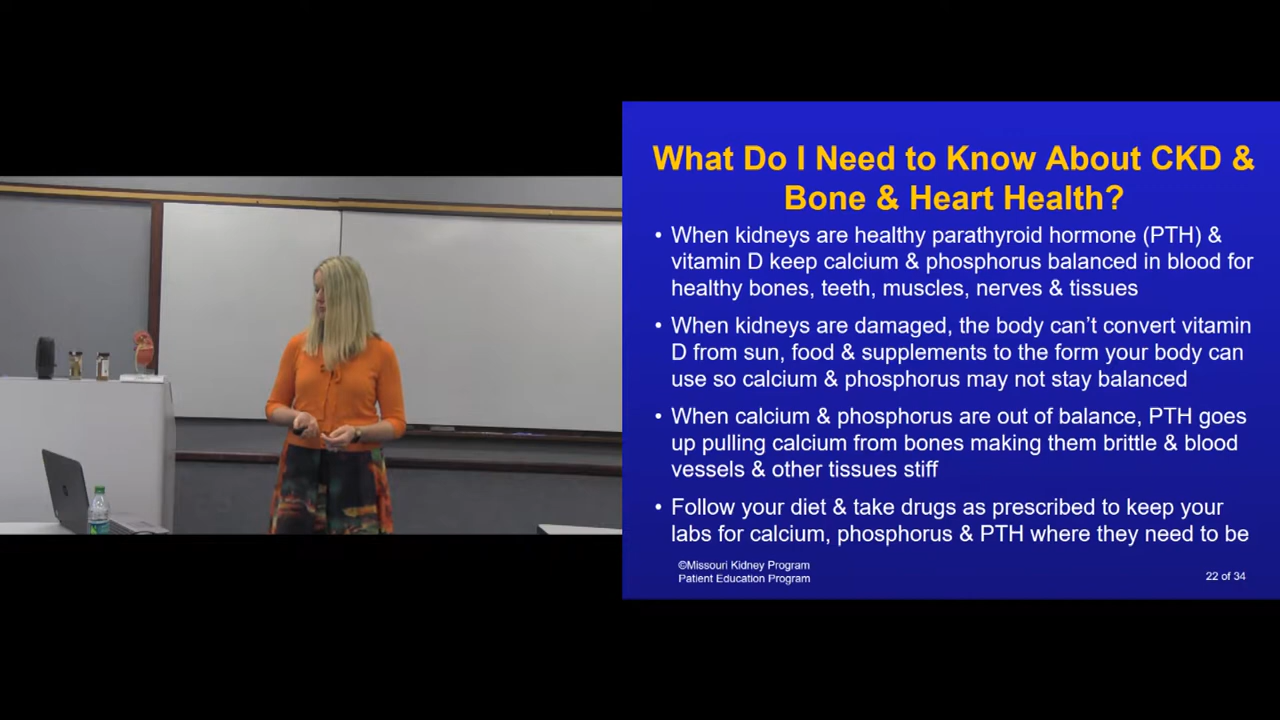 What Do I Need to Know About CKD &
Bone & Heart Health?
• When kidneys are healthy parathyroid hormone (PTH) &
vitamin D keep calcium & phosphorus balanced in blood for
healthy bones, teeth, muscles, nerves & tissues
• When kidneys are damaged, the body can't convert vitamin
D from sun, food & supplements to the form your body can
use so calcium & phosphorus may not stay balanced
• When calcium & phosphorus are out of balance, PTH goes
up pulling calcium from bones making them brittle & blood
vessels & other tissues stiff
• Follow your diet & take drugs as prescribed to keep your
labs for calcium, phosphorus & PTH where they need to be
©Missouri Kidney Program
Patient Education Program
22 of 34